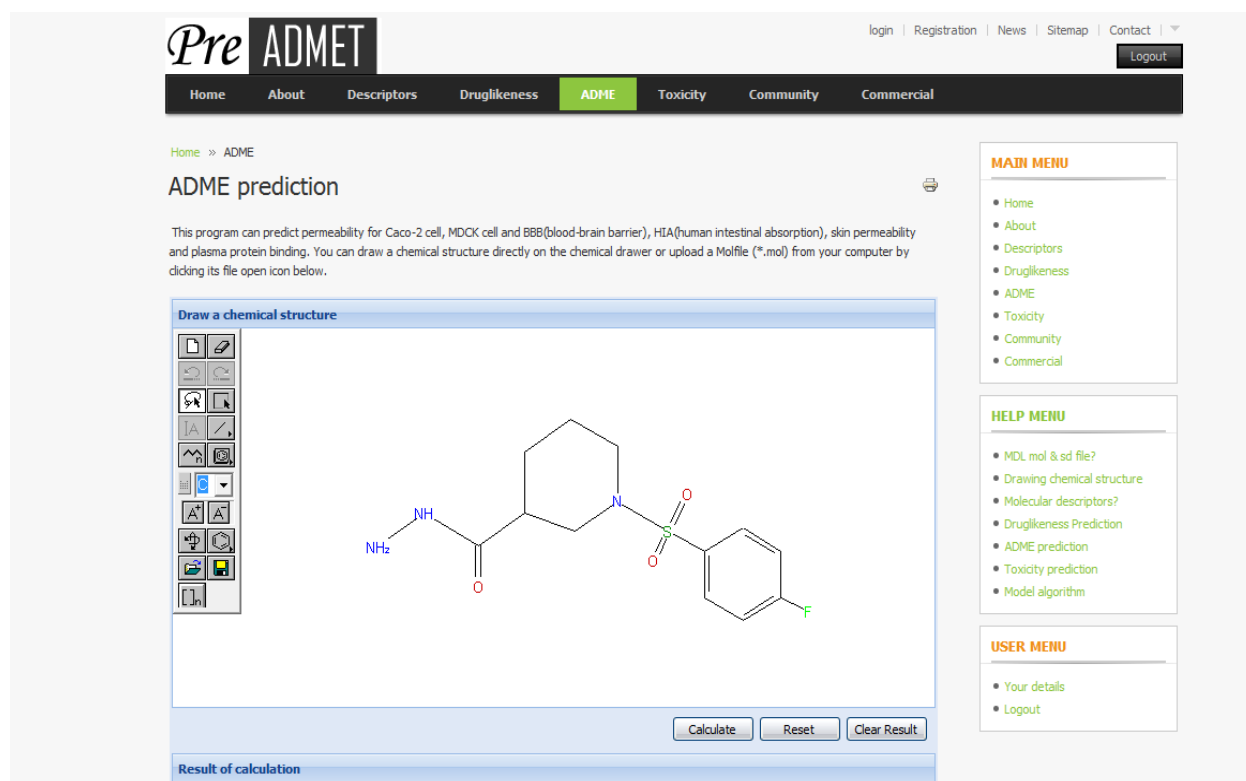 Pre ADMET
login | Registration | News | Sitemap | Contact |
Logout
Home About Descriptors Druglikeness ADME Toxicity Community Commercial
Home » ADME
ADME prediction
This program can predict permeability for Caco-2 cell, MDCK cell and BBB(blood-brain barrier), HIA(human intestinal absorption), skin permeability
and plasma protein binding. You can draw a chemical structure directly on the chemical drawer or upload a Molfile (*.mol) from your computer by
clicking its file open icon below.
Draw a chemical structure
A
n
C
A+ A-
[ ]n
NH
NH₂
O
N
O
S
O
F
Calculate Reset Clear Result
Result of calculation
MAIN MENU
Home
About
Descriptors
Druglikeness
ADME
Toxicity
Community
Commercial
HELP MENU
MDL mol & sd file?
Drawing chemical structure
Molecular descriptors?
Druglikeness Prediction
ADME prediction
Toxicity prediction
Model algorithm
USER MENU
Your details
Logout